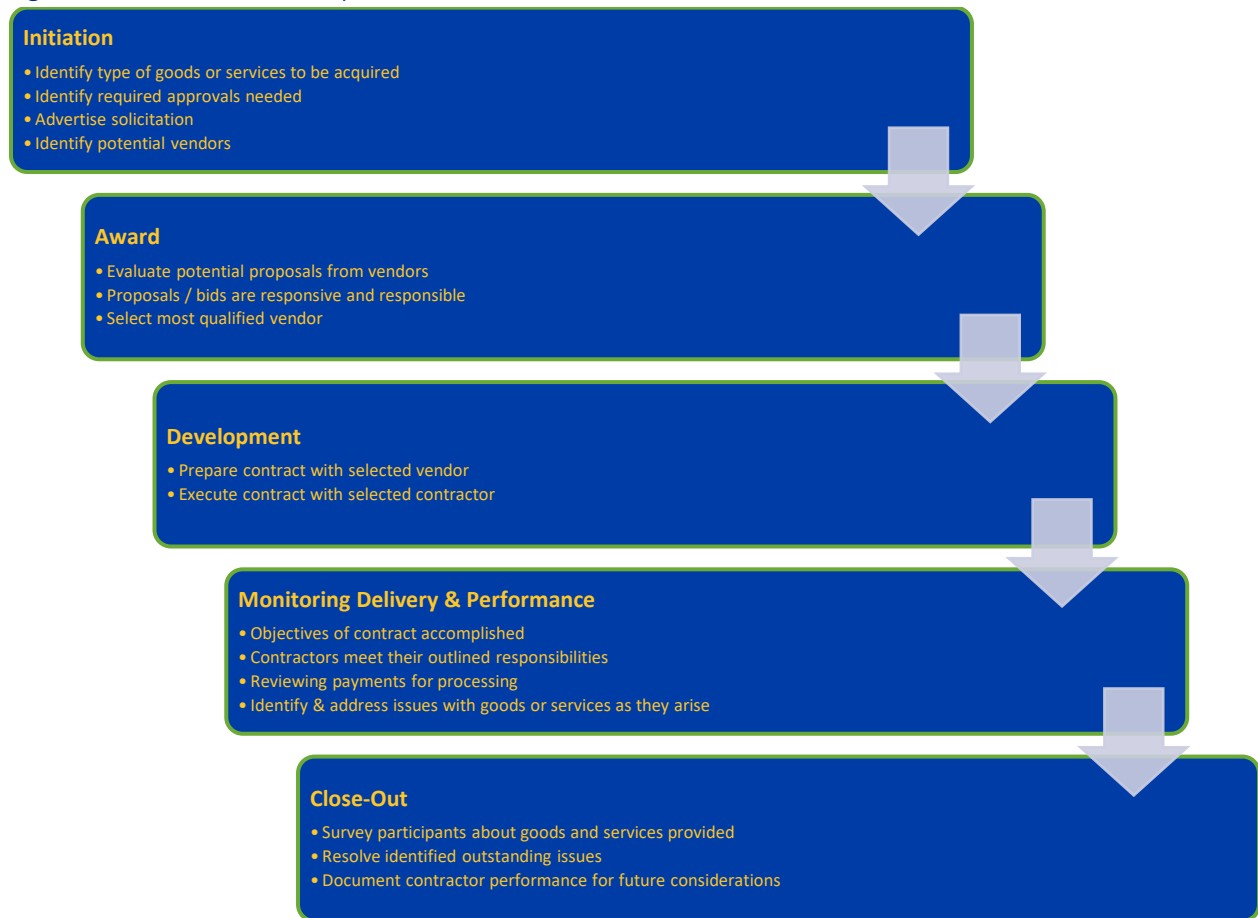 Initiation
• Identify type of goods or services to be acquired
• Identify required approvals needed
• Advertise solicitation
• Identify potential vendors
Award
• Evaluate potential proposals from vendors
• Proposals / bids are responsive and responsible
• Select most qualified vendor
Development
• Prepare contract with selected vendor
• Execute contract with selected contractor
Monitoring Delivery & Performance
• Objectives of contract accomplished
• Contractors meet their outlined responsibilities
• Reviewing payments for processing
• Identify & address issues with goods or services as they arise
Close-Out
• Survey participants about goods and services provided
• Resolve identified outstanding issues
• Document contractor performance for future considerations